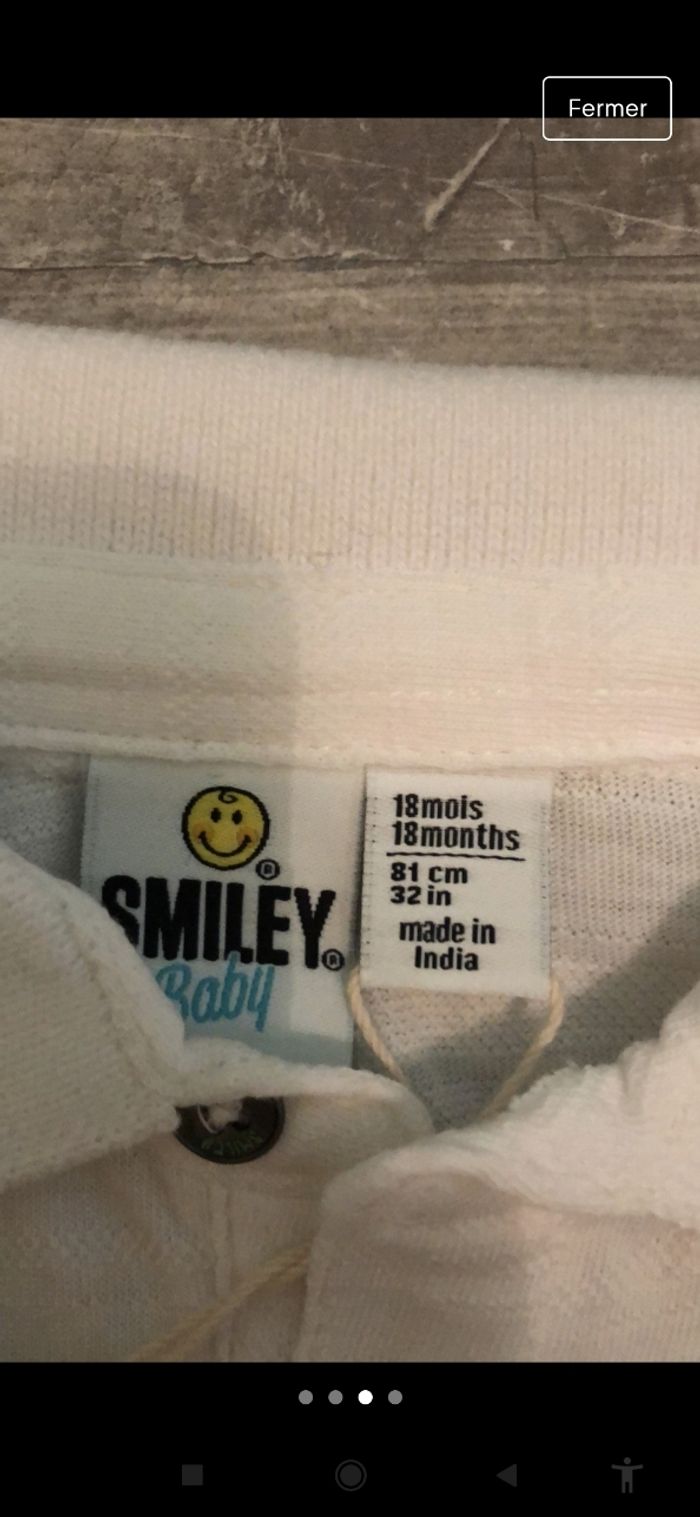 Fermer
18mois
18months
81 cm
32 in
made in
India
®
SMILEY®
Baby